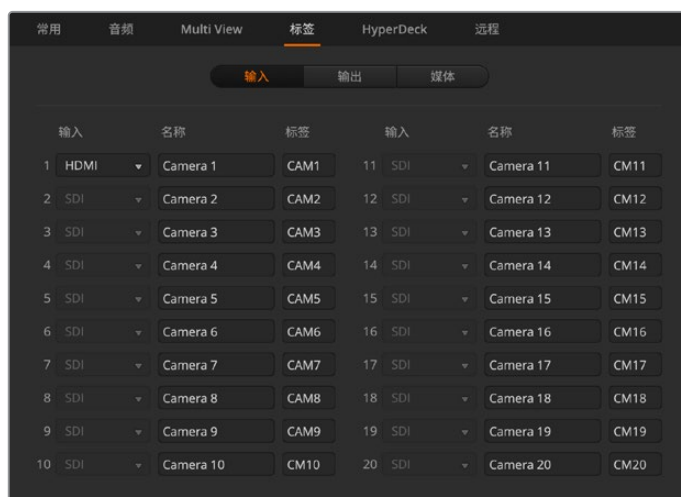 常用 音频 Multi View 标签 HyperDeck 远程
输入 输出 媒体
输入 名称 标签 输入 名称 标签
1 HDMI Camera 1 CAM1 11 SDI Camera 11 CM11
2 SDI Camera 2 CAM2 12 SDI Camera 12 CM12
3 SDI Camera 3 CAM3 13 SDI Camera 13 CM13
4 SDI Camera 4 CAM4 14 SDI Camera 14 CM14
5 SDI Camera 5 CAM5 15 SDI Camera 15 CM15
6 SDI Camera 6 CAM6 16 SDI Camera 16 CM16
7 SDI Camera 7 CAM7 17 SDI Camera 17 CM17
8 SDI Camera 8 CAM8 18 SDI Camera 18 CM18
9 SDI Camera 9 CAM9 19 SDI Camera 19 CM19
10 SDI Camera 10 CM10 20 SDI Camera 20 CM20